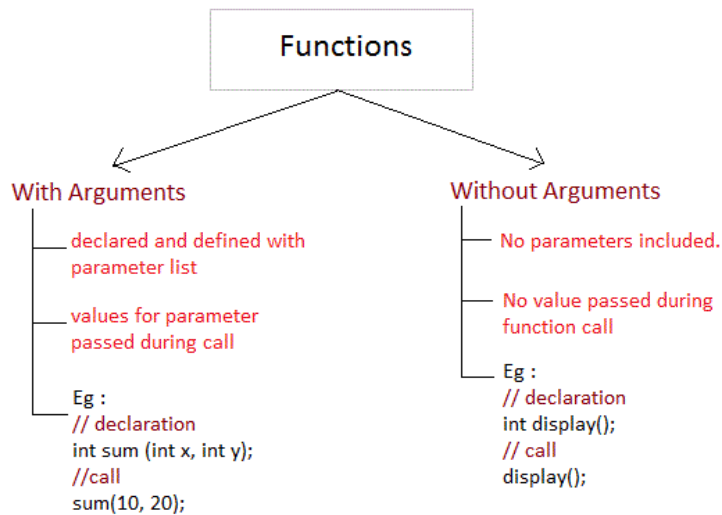 Functions
With Arguments
declared and defined with
parameter list
values for parameter
passed during call
Eg :
// declaration
int sum (int x, int y);
//call
sum(10, 20);
Without Arguments
No parameters included.
No value passed during
function call
Eg :
// declaration
int display();
// call
display();